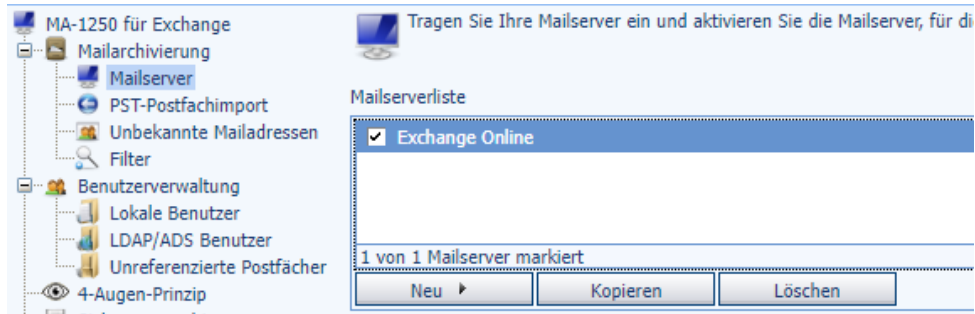 MA-1250 für Exchange
Mailarchivierung
Mailserver
PST-Postfachimport
Unbekannte Mailadressen
Filter
Benutzerverwaltung
Lokale Benutzer
LDAP/ADS Benutzer
Unreferenzierte Postfächer
4-Augen-Prinzip
Tragen Sie Ihre Mailserver ein und aktivieren Sie die Mailserver, für
Mailserverliste
Exchange Online
1 von 1 Mailserver markiert
Neu
Kopieren
Löschen